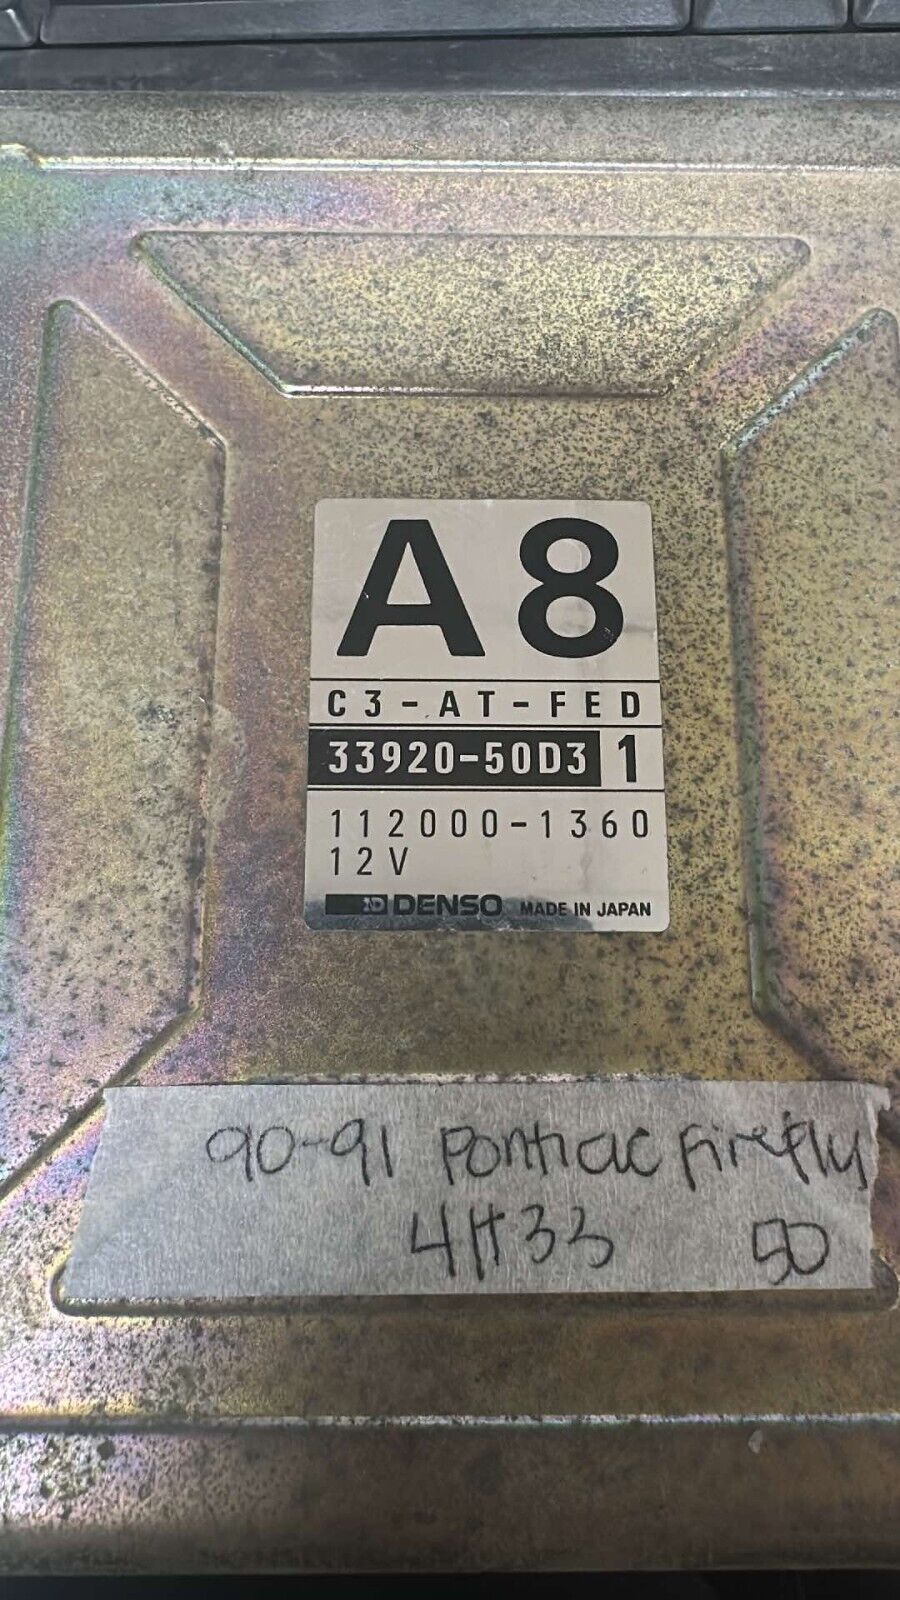 A8
C3-AT-FED
33920-50D3 1
112000-1360
12V
DENSO MADE IN JAPAN
90-91 Pontiac Firefly
4H33 50